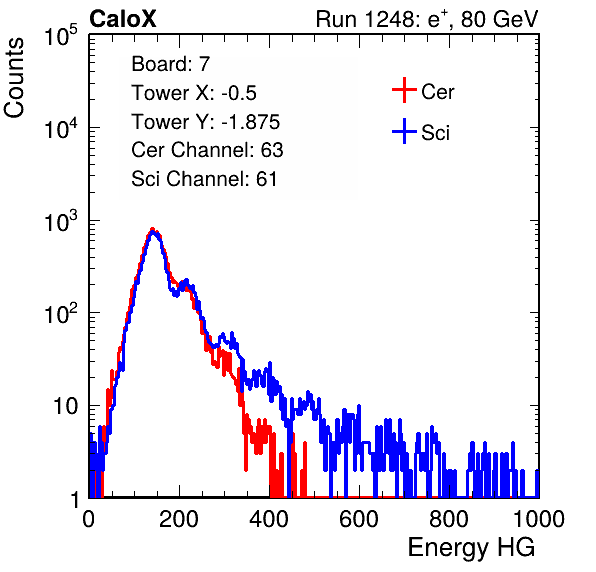 CaloX Run 1248: e⁺, 80 GeV
Counts
Board: 7
Tower X: -0.5
Tower Y: -1.875
Cer Channel: 63
Sci Channel: 61
Cer
Sci
10⁵
10⁴
10³
10²
10
1
0 200 400 600 800 1000
Energy HG